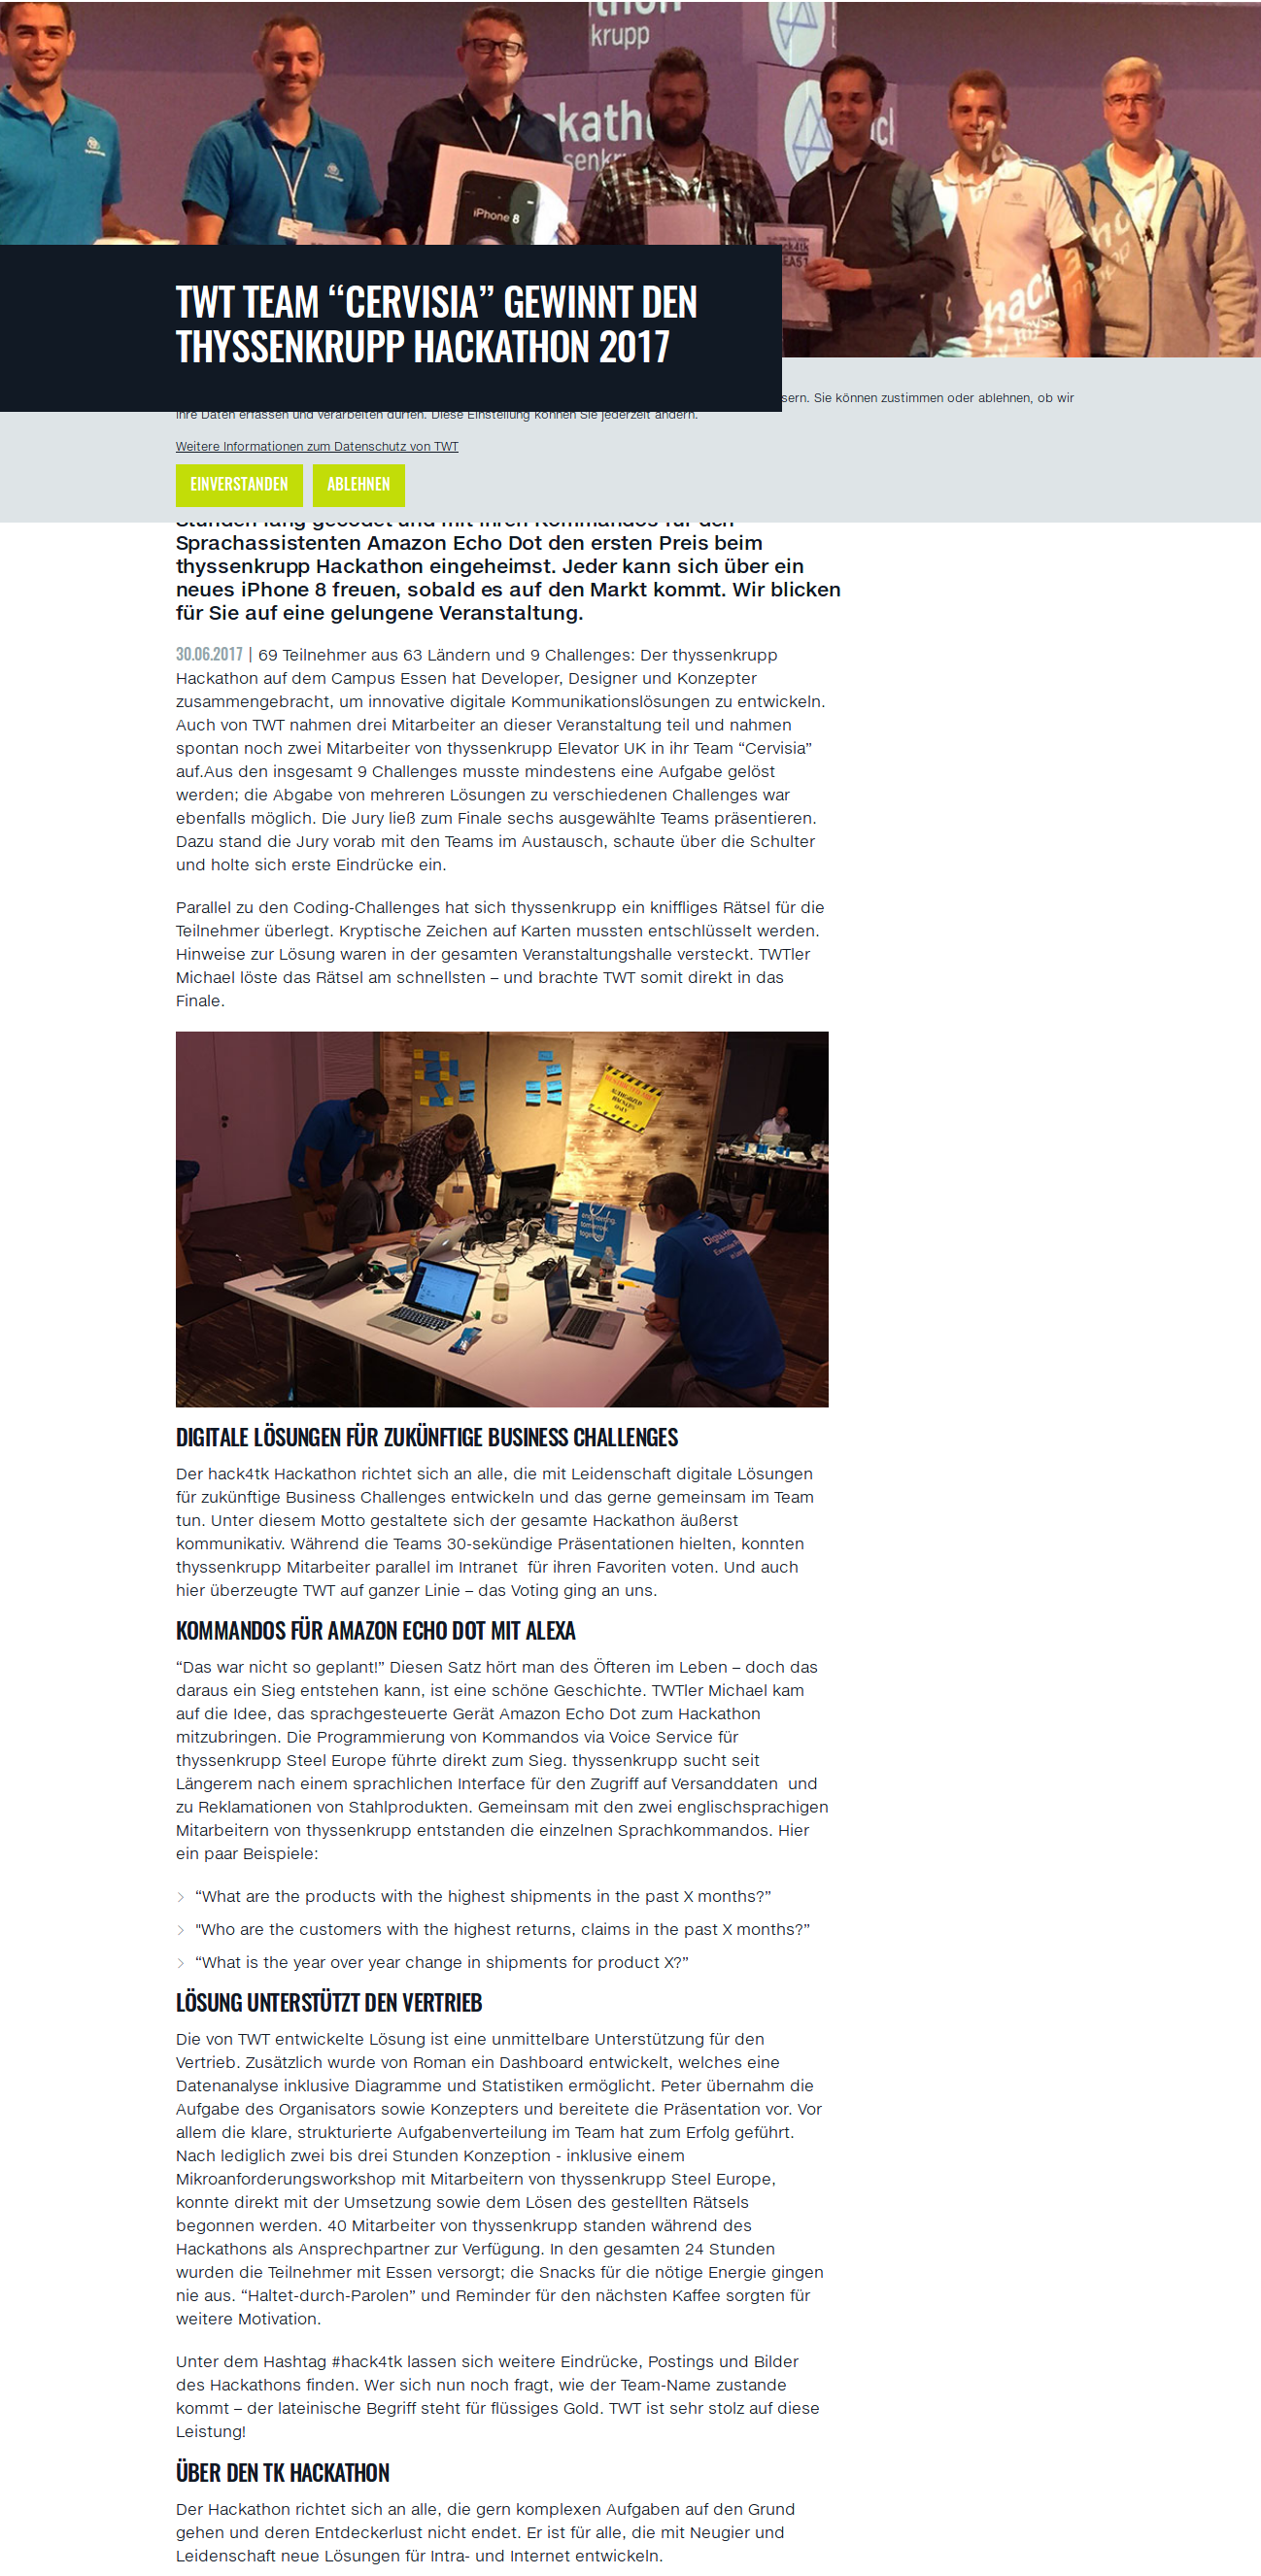 thon
krupp
hackathon
ssenkrupp
hack
iPhone 8
hack4tk
hack
thyss
TWT TEAM “CERVISIA” GEWINNT DEN
THYSSENKRUPP HACKATHON 2017
sern. Sie können zustimmen oder ablehnen, ob wir
Ihre Daten erfassen und verarbeiten dürfen. Diese Einstellung können Sie jederzeit ändern.
Weitere Informationen zum Datenschutz von TWT
EINVERSTANDEN
ABLEHNEN
Stunden lang gecodet und mit ihren Kommandos für den
Sprachassistenten Amazon Echo Dot den ersten Preis beim
thyssenkrupp Hackathon eingeheimst. Jeder kann sich über ein
neues iPhone 8 freuen, sobald es auf den Markt kommt. Wir blicken
für Sie auf eine gelungene Veranstaltung.
30.06.2017 | 69 Teilnehmer aus 63 Ländern und 9 Challenges: Der thyssenkrupp
Hackathon auf dem Campus Essen hat Developer, Designer und Konzepter
zusammengebracht, um innovative digitale Kommunikationslösungen zu entwickeln.
Auch von TWT nahmen drei Mitarbeiter an dieser Veranstaltung teil und nahmen
spontan noch zwei Mitarbeiter von thyssenkrupp Elevator UK in ihr Team “Cervisia”
auf.Aus den insgesamt 9 Challenges musste mindestens eine Aufgabe gelöst
werden; die Abgabe von mehreren Lösungen zu verschiedenen Challenges war
ebenfalls möglich. Die Jury ließ zum Finale sechs ausgewählte Teams präsentieren.
Dazu stand die Jury vorab mit den Teams im Austausch, schaute über die Schulter
und holte sich erste Eindrücke ein.
Parallel zu den Coding-Challenges hat sich thyssenkrupp ein kniffliges Rätsel für die
Teilnehmer überlegt. Kryptische Zeichen auf Karten mussten entschlüsselt werden.
Hinweise zur Lösung waren in der gesamten Veranstaltungshalle versteckt. TWTler
Michael löste das Rätsel am schnellsten – und brachte TWT somit direkt in das
Finale.
AUTHORIZED
HACKERS
ONLY
engineering.
tomorrow.
together.
DIGITALE LÖSUNGEN FÜR ZUKÜNFTIGE BUSINESS CHALLENGES
Der hack4tk Hackathon richtet sich an alle, die mit Leidenschaft digitale Lösungen
für zukünftige Business Challenges entwickeln und das gerne gemeinsam im Team
tun. Unter diesem Motto gestaltete sich der gesamte Hackathon äußerst
kommunikativ. Während die Teams 30-sekündige Präsentationen hielten, konnten
thyssenkrupp Mitarbeiter parallel im Intranet  für ihren Favoriten voten. Und auch
hier überzeugte TWT auf ganzer Linie – das Voting ging an uns.
KOMMANDOS FÜR AMAZON ECHO DOT MIT ALEXA
“Das war nicht so geplant!” Diesen Satz hört man des Öfteren im Leben – doch das
daraus ein Sieg entstehen kann, ist eine schöne Geschichte. TWTler Michael kam
auf die Idee, das sprachgesteuerte Gerät Amazon Echo Dot zum Hackathon
mitzubringen. Die Programmierung von Kommandos via Voice Service für
thyssenkrupp Steel Europe führte direkt zum Sieg. thyssenkrupp sucht seit
Längerem nach einem sprachlichen Interface für den Zugriff auf Versanddaten  und
zu Reklamationen von Stahlprodukten. Gemeinsam mit den zwei englischsprachigen
Mitarbeitern von thyssenkrupp entstanden die einzelnen Sprachkommandos. Hier
ein paar Beispiele:
“What are the products with the highest shipments in the past X months?”
"Who are the customers with the highest returns, claims in the past X months?”
“What is the year over year change in shipments for product X?”
LÖSUNG UNTERSTÜTZT DEN VERTRIEB
Die von TWT entwickelte Lösung ist eine unmittelbare Unterstützung für den
Vertrieb. Zusätzlich wurde von Roman ein Dashboard entwickelt, welches eine
Datenanalyse inklusive Diagramme und Statistiken ermöglicht. Peter übernahm die
Aufgabe des Organisators sowie Konzepters und bereitete die Präsentation vor. Vor
allem die klare, strukturierte Aufgabenverteilung im Team hat zum Erfolg geführt.
Nach lediglich zwei bis drei Stunden Konzeption - inklusive einem
Mikroanforderungsworkshop mit Mitarbeitern von thyssenkrupp Steel Europe,
konnte direkt mit der Umsetzung sowie dem Lösen des gestellten Rätsels
begonnen werden. 40 Mitarbeiter von thyssenkrupp standen während des
Hackathons als Ansprechpartner zur Verfügung. In den gesamten 24 Stunden
wurden die Teilnehmer mit Essen versorgt; die Snacks für die nötige Energie gingen
nie aus. “Haltet-durch-Parolen” und Reminder für den nächsten Kaffee sorgten für
weitere Motivation.
Unter dem Hashtag #hack4tk lassen sich weitere Eindrücke, Postings und Bilder
des Hackathons finden. Wer sich nun noch fragt, wie der Team-Name zustande
kommt – der lateinische Begriff steht für flüssiges Gold. TWT ist sehr stolz auf diese
Leistung!
ÜBER DEN TK HACKATHON
Der Hackathon richtet sich an alle, die gern komplexen Aufgaben auf den Grund
gehen und deren Entdeckerlust nicht endet. Er ist für alle, die mit Neugier und
Leidenschaft neue Lösungen für Intra- und Internet entwickeln.